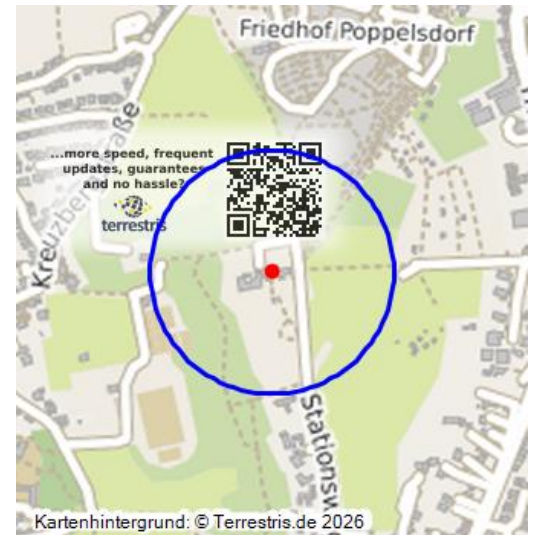 Friedhof Poppelsdorf
Kreuzbergstraße
...more speed, frequent
updates, guarantees
and no hassle?
terrestris
Stationsw
Kartenhintergrund: © Terrestris.de 2026